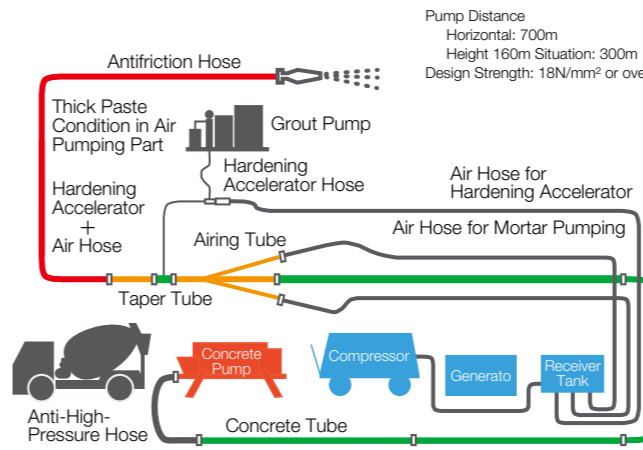 Pump Distance
Horizontal: 700m
Height 160m Situation: 300m
Design Strength: 18N/mm² or ove
Antifriction Hose
Thick Paste
Condition in Air
Pumping Part
Grout Pump
Hardening
Accelerator Hose
Air Hose for
Hardening Accelerator
Hardening
Accelerator
+
Air Hose
Airing Tube
Air Hose for Mortar Pumping
Taper Tube
Concrete
Pump
Compressor
Generato
Receiver
Tank
Anti-High-
Pressure Hose
Concrete Tube